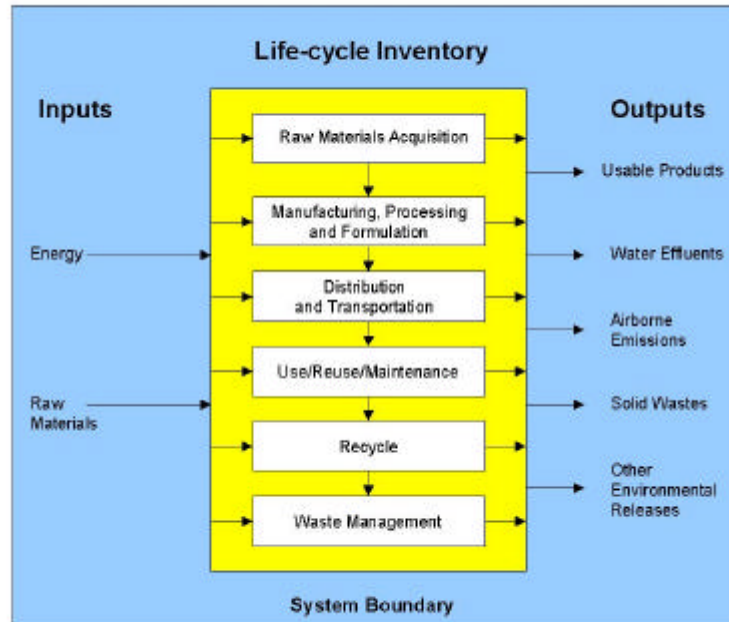 Life-cycle Inventory
Inputs
Outputs
Raw Materials Acquisition
Usable Products
Manufacturing, Processing
and Formulation
Energy
Water Effluents
Distribution
and Transportation
Airborne
Emissions
Use/Reuse/Maintenance
Raw
Materials
Solid Wastes
Recycle
Other
Environmental
Releases
Waste Management
System Boundary